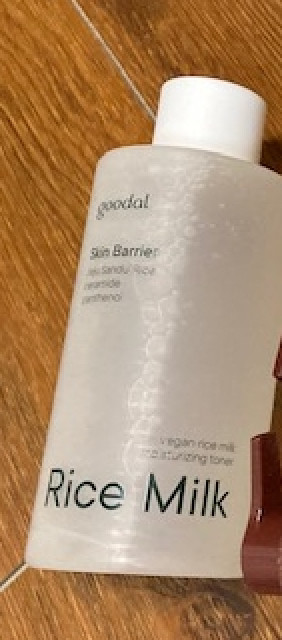 goodal
Skin Barrier
Jeju Sandu Rice
ceramide
panthenol
vegan rice milk
moisturizing toner
Rice Milk